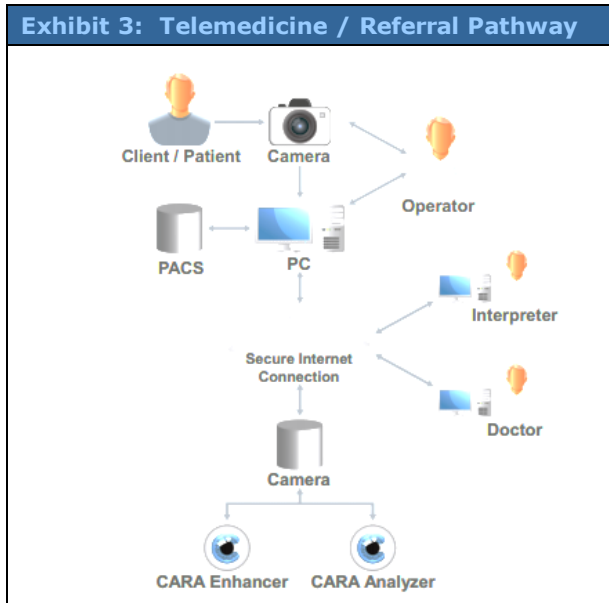 Exhibit 3: Telemedicine / Referral Pathway
Client / Patient
Camera
Operator
PACS
PC
Interpreter
Secure Internet
Connection
Doctor
Camera
CARA Enhancer
CARA Analyzer